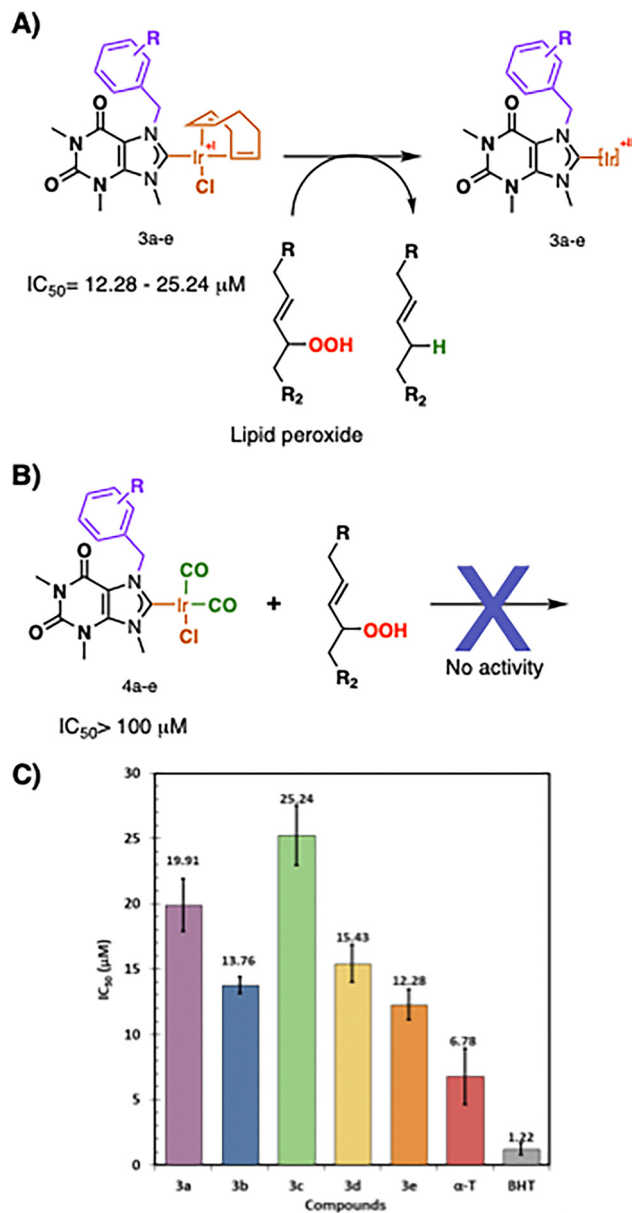 A)
R
R
O
N
N
O
N
N
Ir
+I
Cl
O
N
N
O
N
N
[Ir]
+II
3a-e
3a-e
IC50= 12.28 - 25.24 μM
R
OOH
R2
R
H
R2
Lipid peroxide
B)
R
O
N
N
O
N
N
CO
Ir
CO
Cl
+
R
OOH
R2
X
No activity
4a-e
IC50> 100 μM
C)
IC50 (μM)
30
25
20
15
10
5
0
19.91
13.76
25.24
15.43
12.28
6.78
1.22
3a 3b 3c 3d 3e α-T BHT
Compounds